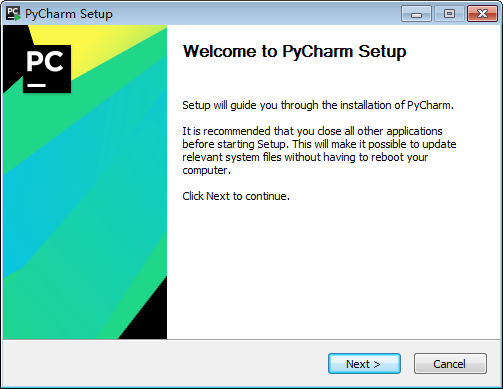 PC PyCharm Setup
PC
Welcome to PyCharm Setup
Setup will guide you through the installation of PyCharm.
It is recommended that you close all other applications
before starting Setup. This will make it possible to update
relevant system files without having to reboot your
computer.
Click Next to continue.
Next >
Cancel